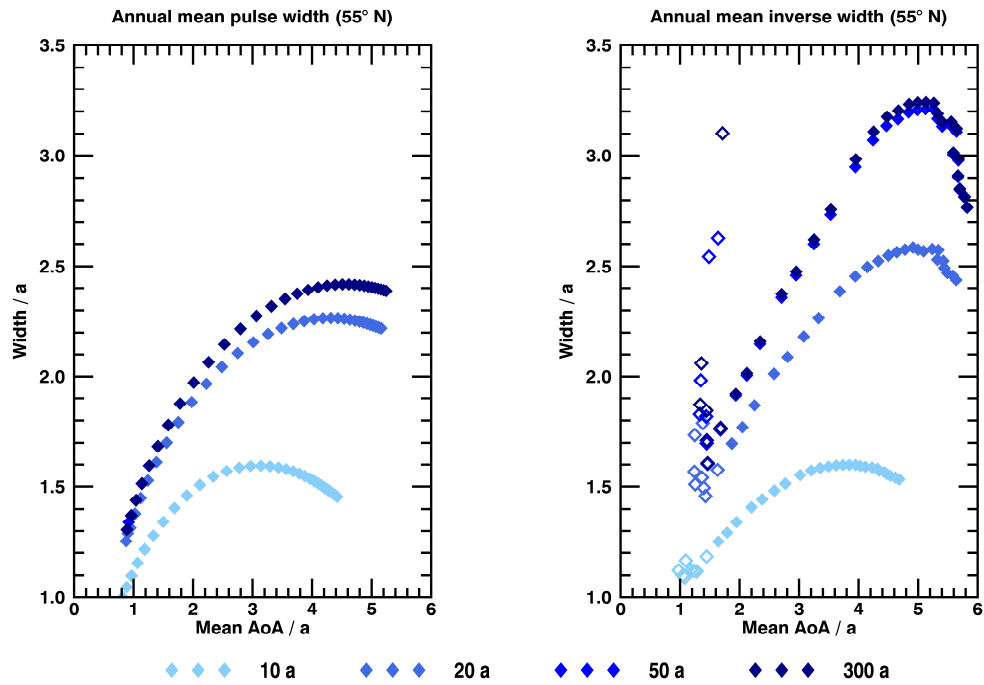 Annual mean pulse width (55° N)
Annual mean inverse width (55° N)
3.5
3.0
2.5
2.0
1.5
1.0
Width / a
0 1 2 3 4 5 6
Mean AoA / a
3.5
3.0
2.5
2.0
1.5
1.0
Width / a
0 1 2 3 4 5 6
Mean AoA / a
10 a 20 a 50 a 300 a